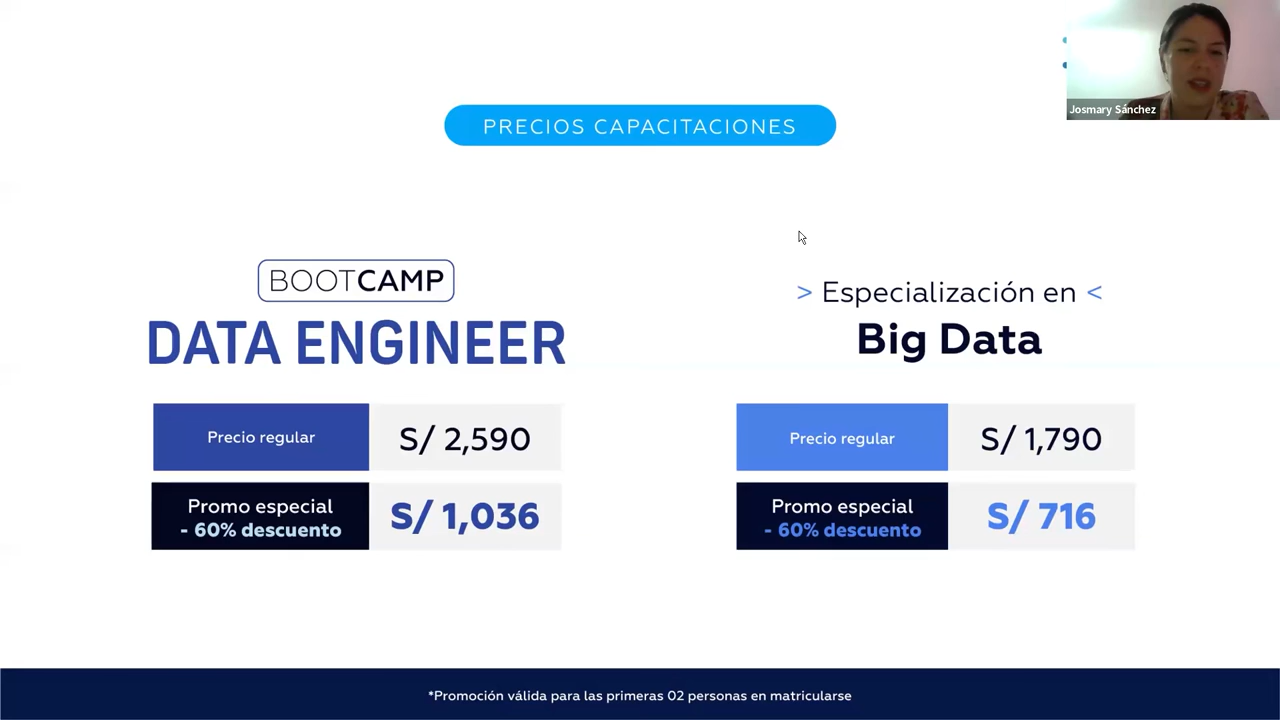 Josmary Sánchez
PRECIOS CAPACITACIONES
BOOTCAMP
DATA ENGINEER
Precio regular
S/ 2,590
Promo especial
- 60% descuento
S/ 1,036
> Especialización en <
Big Data
Precio regular
S/ 1,790
Promo especial
- 60% descuento
S/ 716
*Promoción válida para las primeras 02 personas en matricularse